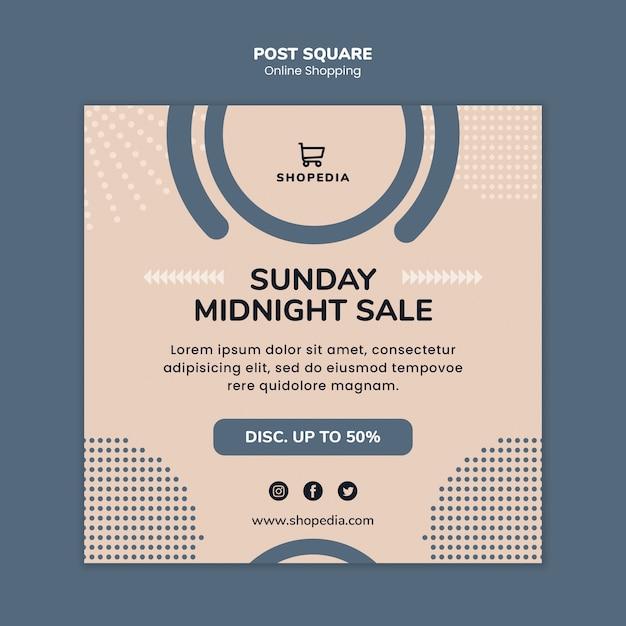 POST SQUARE
Online Shopping
SHOPEDIA
SUNDAY
MIDNIGHT SALE
Lorem ipsum dolor sit amet, consectetur
adipisicing elit, sed do eiusmod tempovoe
rere quidolore magnam.
DISC. UP TO 50%
www.shopedia.com